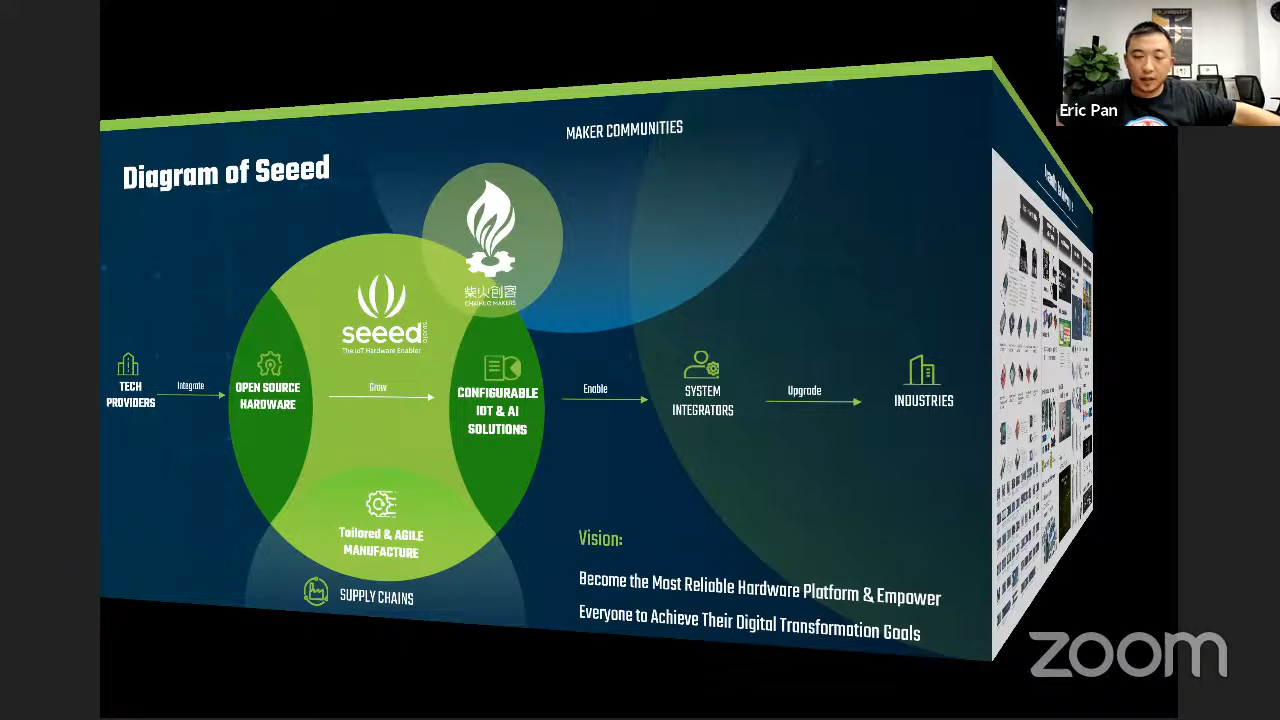 Eric Pan
MAKER COMMUNITIES
Diagram of Seeed
柴火创客
CHAIHUO MAKERS
seeed
studio
The IoT Hardware Enabler
TECH
PROVIDERS
Integrate
OPEN SOURCE
HARDWARE
Grow
CONFIGURABLE
IOT & AI
SOLUTIONS
Enable
SYSTEM
INTEGRATORS
Upgrade
INDUSTRIES
Tailored & AGILE
MANUFACTURE
SUPPLY CHAINS
Vision:
Become the Most Reliable Hardware Platform & Empower
Everyone to Achieve Their Digital Transformation Goals
zoom